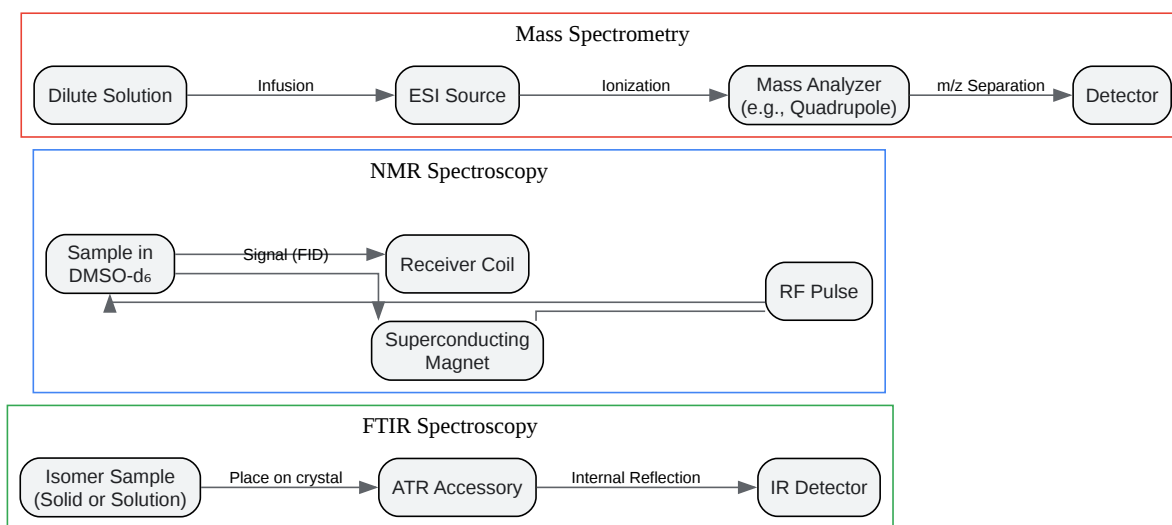 Mass Spectrometry
Dilute Solution
Infusion
ESI Source
Ionization
Mass Analyzer
(e.g., Quadrupole)
m/z Separation
Detector
NMR Spectroscopy
Sample in
DMSO-d₆
Signal (FID)
Receiver Coil
RF Pulse
Superconducting
Magnet
FTIR Spectroscopy
Isomer Sample
(Solid or Solution)
Place on crystal
ATR Accessory
Internal Reflection
IR Detector